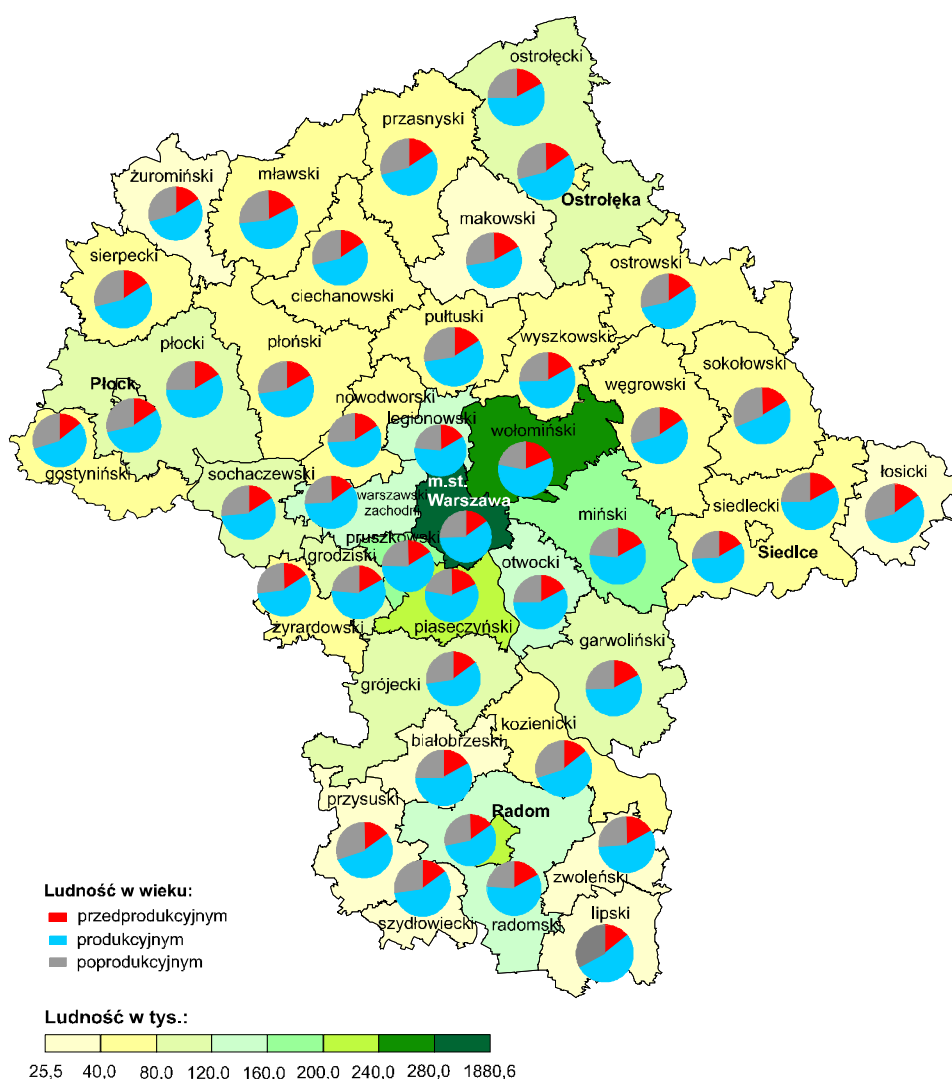 ostrołęcki
przasnyski
żuromiński
mławski
Ostrołęka
makowski
sierpecki
ostrowski
ciechanowski
pułtuski
płocki
płoński
wyszkowski
sokołowski
Płock
nowodworski
węgrowski
legionowski
wołomiński
gostyniński
sochaczewski
m.st.
Warszawa
łosicki
warszawski
zachodni
siedlecki
miński
pruszkowski
Siedlce
grodziski
otwocki
żyrardowski
piaseczyński
garwoliński
grójecki
kozienicki
białobrzeski
przysuski
Radom
zwoleński
szydłowiecki
radomski
lipski
Ludność w wieku:
przedprodukcyjnym
produkcyjnym
poprodukcyjnym
Ludność w tys.:
25,5 40,0 80,0 120,0 160,0 200,0 240,0 280,0 1880,6